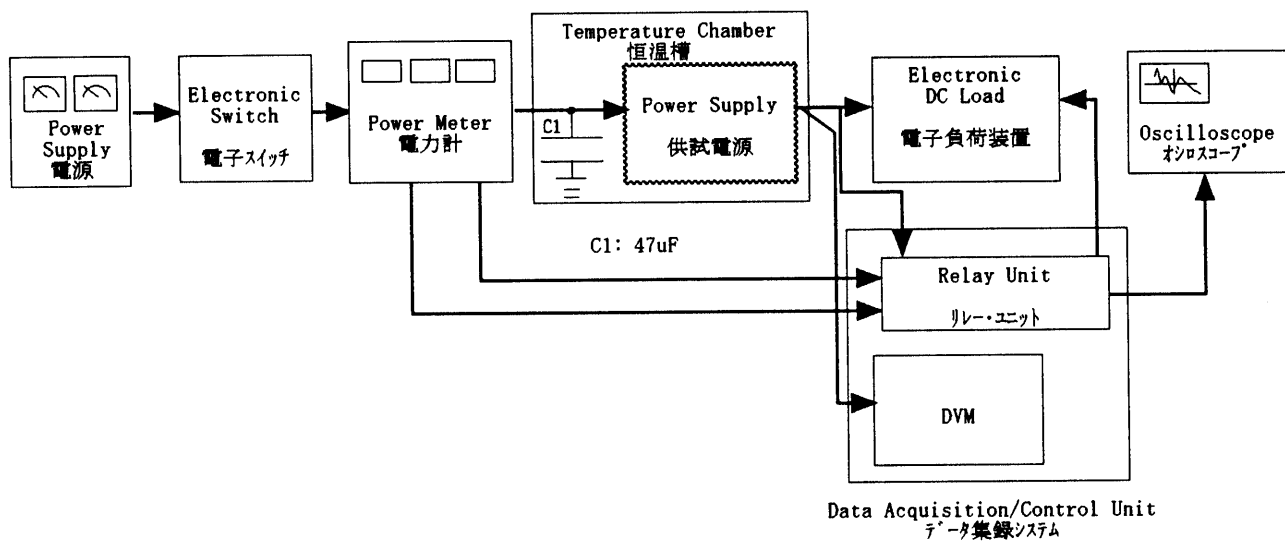 Power
Supply
電源
Electronic
Switch
電子スイッチ
Power Meter
電力計
Temperature Chamber
恒温槽
C1
Power Supply
供試電源
Electronic
DC Load
電子負荷装置
Oscilloscope
オシロスコープ
C1: 47uF
Relay Unit
リレー・ユニット
DVM
Data Acquisition/Control Unit
データ集録システム